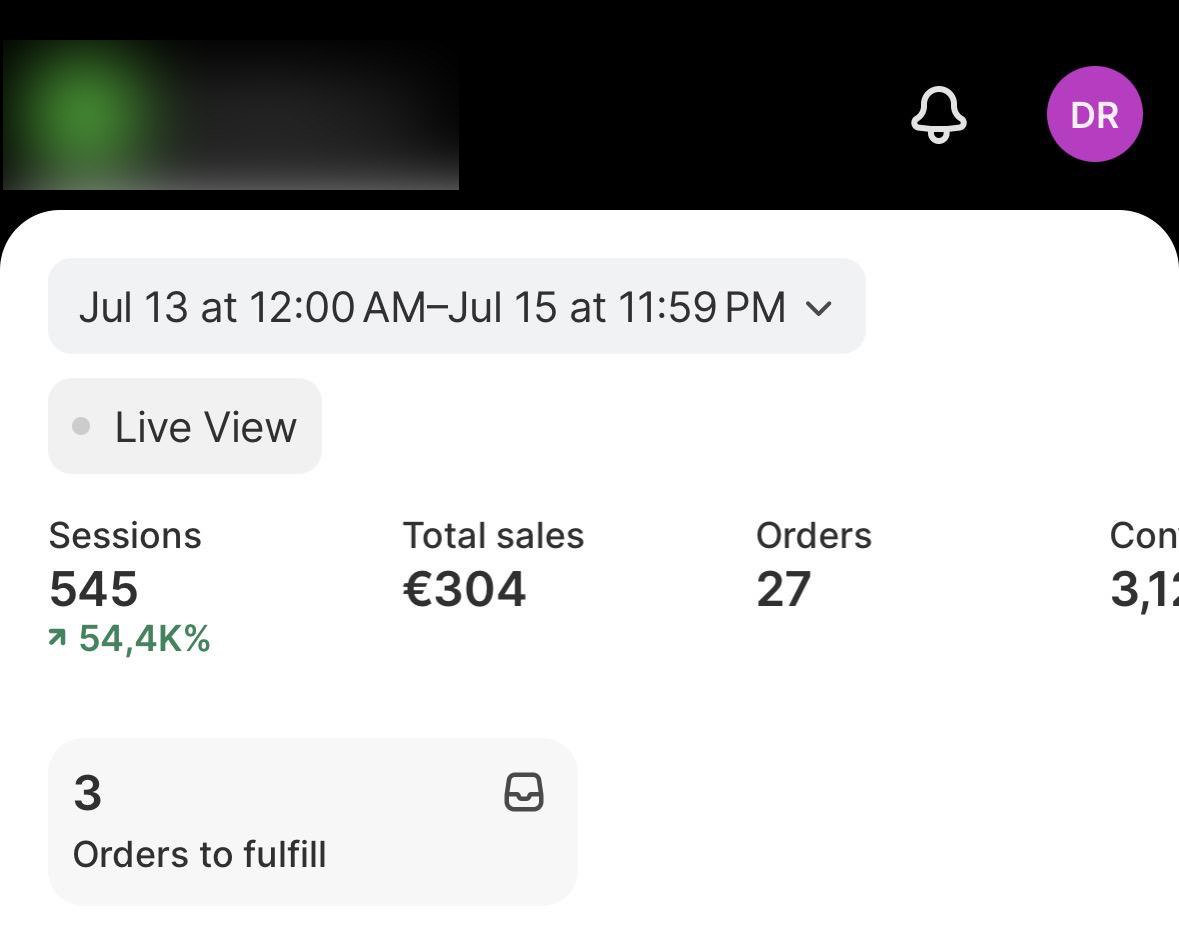 DR
Jul 13 at 12:00 AM–Jul 15 at 11:59 PM
Live View
Sessions
545
54,4K%
Total sales
€304
Orders
27
3
Orders to fulfill